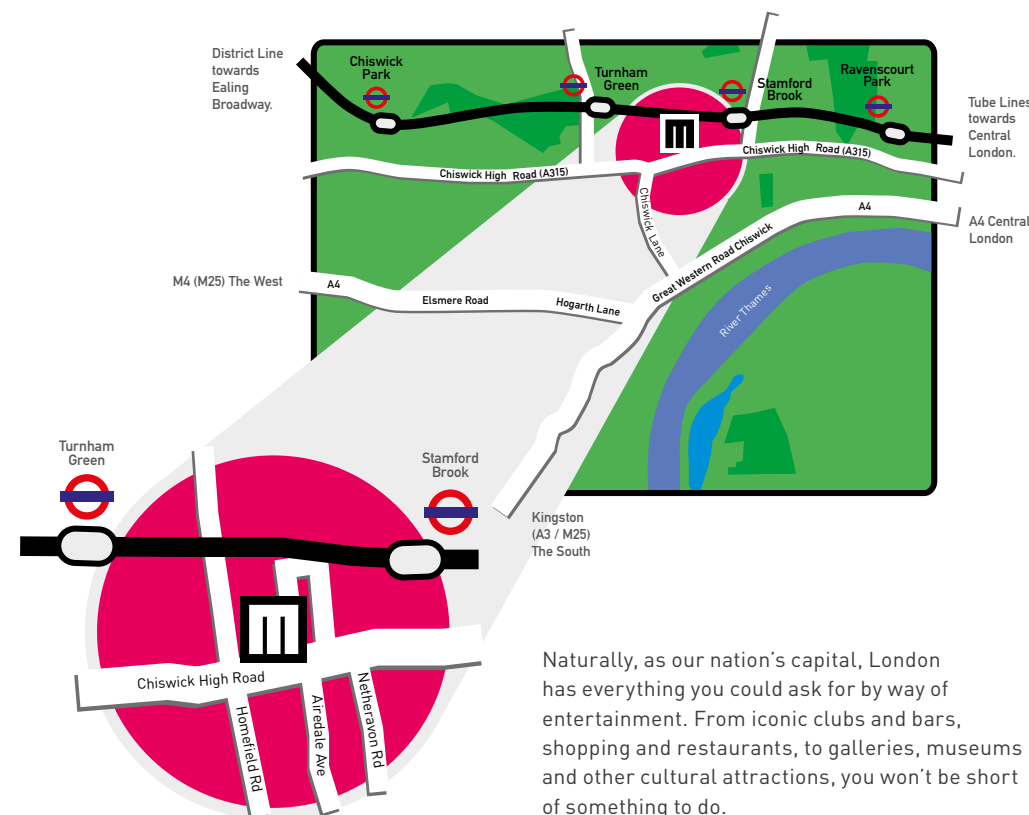 District Line
towards
Ealing
Broadway.
Chiswick
Park
Turnham
Green
Stamford
Brook
Ravenscourt
Park
Tube Lines
towards
Central
London.
Chiswick High Road (A315)
Chiswick High Road (A315)
Chiswick Lane
A4
A4 Central
London
Great Western Road Chiswick
M4 (M25) The West
A4
Elsmere Road
Hogarth Lane
River Thames
Kingston
(A3 / M25)
The South
Turnham
Green
Stamford
Brook
Chiswick High Road
Homefield Rd
Airedale Ave
Netheravon Rd
Naturally, as our nation's capital, London
has everything you could ask for by way of
entertainment. From iconic clubs and bars,
shopping and restaurants, to galleries, museums
and other cultural attractions, you won't be short
of something to do.